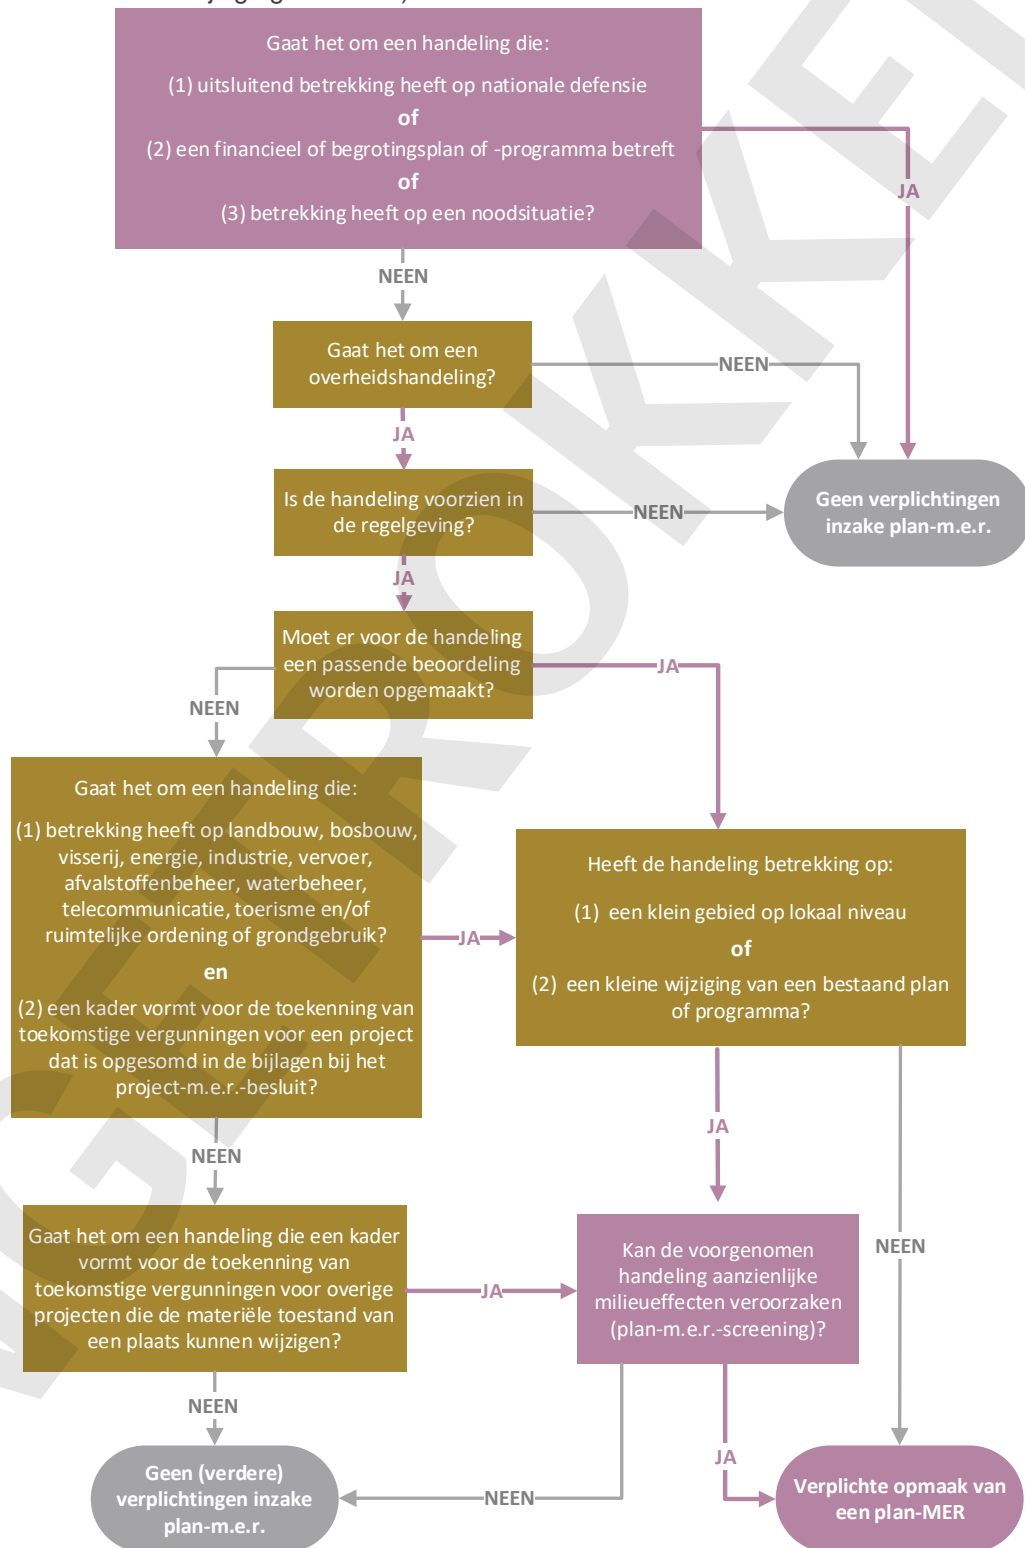 Gaat het om een handeling die:
(1) uitsluitend betrekking heeft op nationale defensie
of
(2) een financieel of begrotingsplan of -programma betreft
of
(3) betrekking heeft op een noodsituatie?
JA
NEEN
Gaat het om een
overheidshandeling?
NEEN
JA
Is de handeling voorzien in
de regelgeving?
NEEN
Geen verplichtingen
inzake plan-m.e.r.
JA
Moet er voor de handeling
een passende beoordeling
worden opgemaakt?
JA
NEEN
Gaat het om een handeling die:
(1) betrekking heeft op landbouw, bosbouw,
visserij, energie, industrie, vervoer,
afvalstoffenbeheer, waterbeheer,
telecommunicatie, toerisme en/of
ruimtelijke ordening of grondgebruik?
en
(2) een kader vormt voor de toekenning van
toekomstige vergunningen voor een project
dat is opgesomd in de bijlagen bij het
project-m.e.r.-besluit?
JA
Heeft de handeling betrekking op:
(1) een klein gebied op lokaal niveau
of
(2) een kleine wijziging van een bestaand plan
of programma?
JA
NEEN
NEEN
Gaat het om een handeling die een kader
vormt voor de toekenning van
toekomstige vergunningen voor overige
projecten die de materiële toestand van
een plaats kunnen wijzigen?
JA
Kan de voorgenomen
handeling aanzienlijke
milieueffecten veroorzaken
(plan-m.e.r.-screening)?
NEEN
JA
NEEN
Geen (verdere)
verplichtingen inzake
plan-m.e.r.
Verplichte opmaak van
een plan-MER